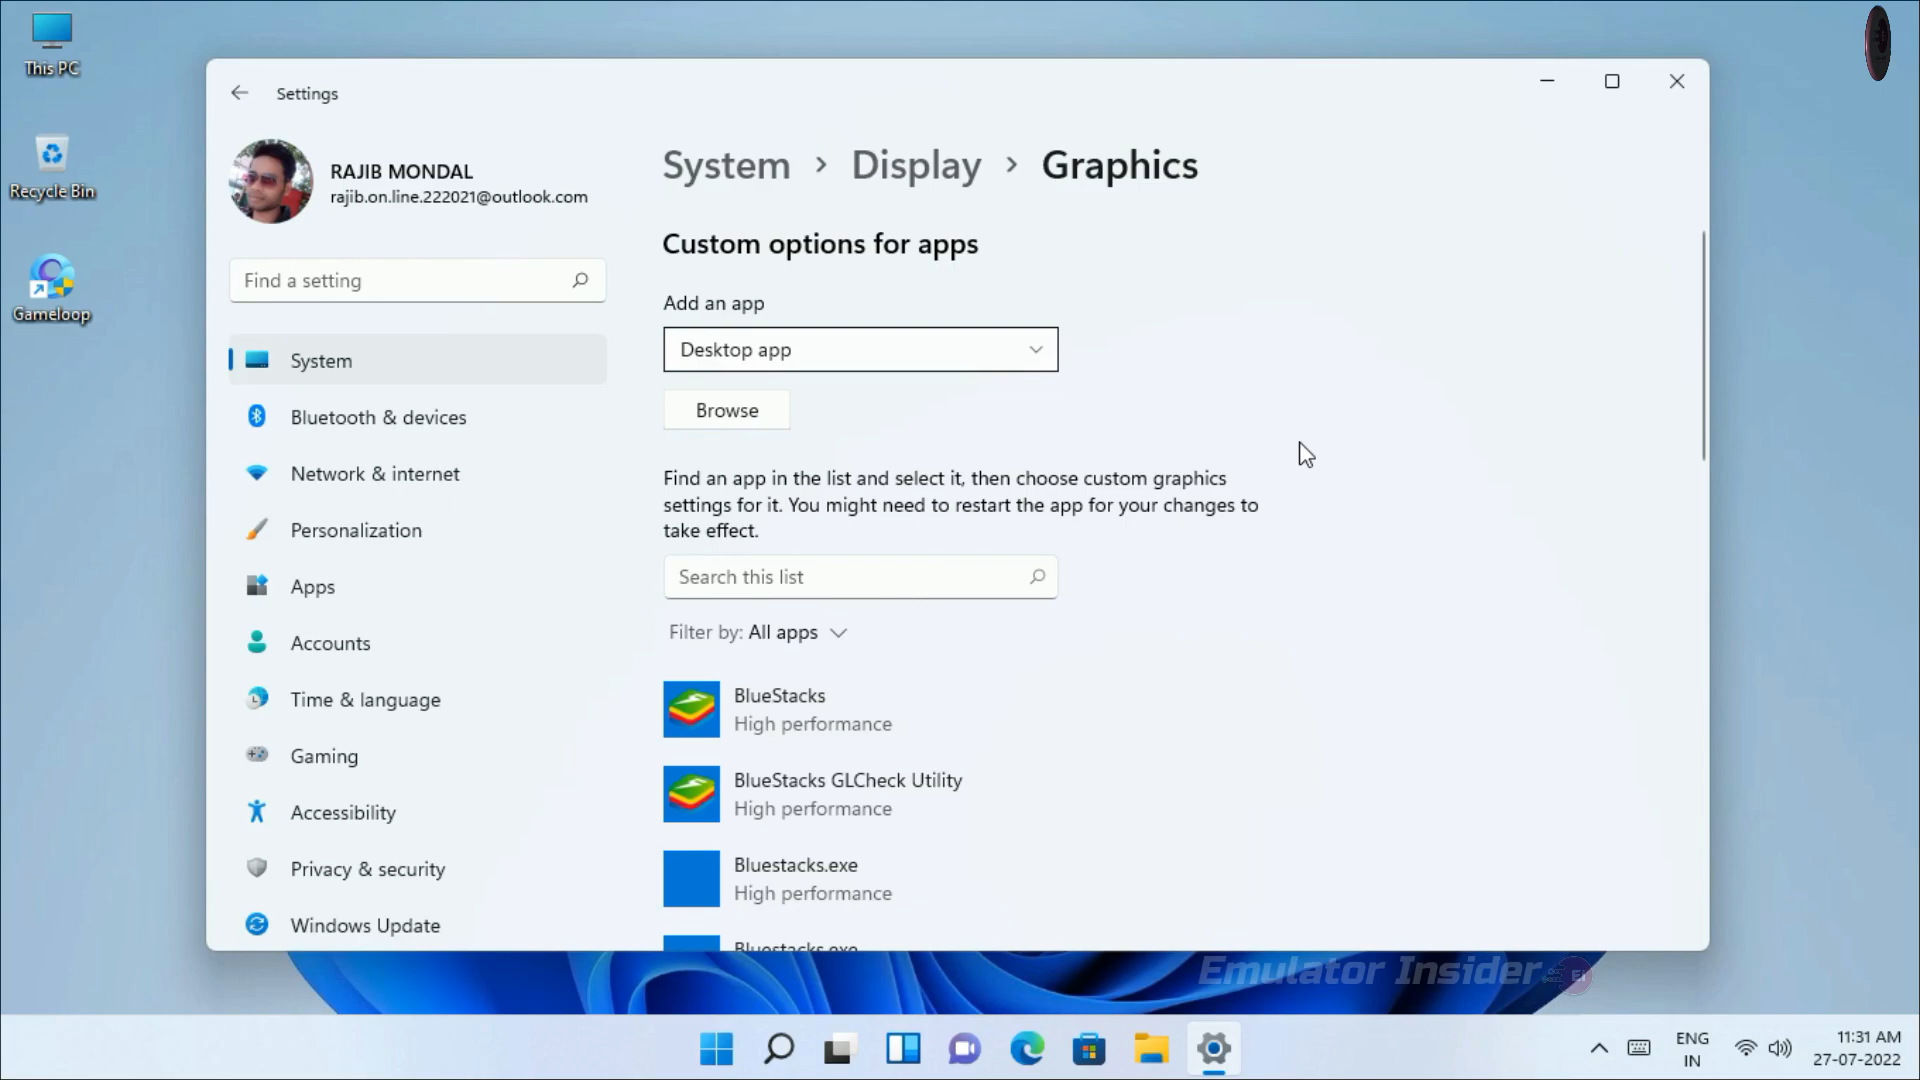 This PC
Recycle Bin
Gameloop
Settings
RAJIB MONDAL
rajib.on.line.222021@outlook.com
Find a setting
System
Bluetooth & devices
Network & internet
Personalization
Apps
Accounts
Time & language
Gaming
Accessibility
Privacy & security
Windows Update
System > Display > Graphics
Custom options for apps
Add an app
Desktop app
Browse
Find an app in the list and select it, then choose custom graphics
settings for it. You might need to restart the app for your changes to
take effect.
Search this list
Filter by: All apps
BlueStacks
High performance
BlueStacks GLCheck Utility
High performance
Bluestacks.exe
High performance
Bluestacks.exe
Emulator Insider
Ei
ENG
IN
11:31 AM
27-07-2022